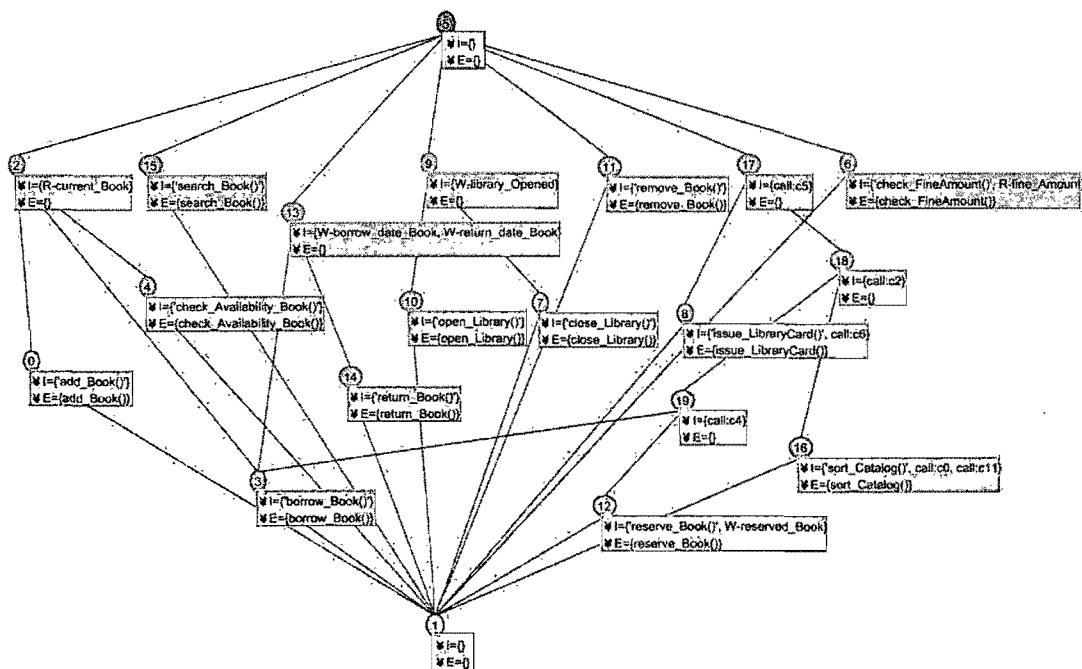 5
¥ I={}
¥ E={}
2
¥ I={R-current_Book}
¥ E={}
15
¥ I={'search_Book()'}
¥ E={search_Book()}
9
¥ I={W-library_Opened}
¥ E={}
11
¥ I={'remove_Book()'}
¥ E={remove_Book()}
17
¥ I={call:c5}
¥ E={}
6
¥ I={'check_FineAmount()', R-fine_Amount
¥ E={check_FineAmount()}
13
¥ I={W-borrow_date_Book, W-return_date_Book}
¥ E={}
18
¥ I={call:c2}
¥ E={}
4
¥ I={'check_Availability_Book()'}
¥ E={check_Availability_Book()}
10
¥ I={'open_Library()'}
¥ E={open_Library()}
7
¥ I={'close_Library()'}
¥ E={close_Library()}
8
¥ I={'issue_LibraryCard()', call:c6}
¥ E={issue_LibraryCard()}
0
¥ I={'add_Book()'}
¥ E={add_Book()}
14
¥ I={'return_Book()'}
¥ E={return_Book()}
19
¥ I={call:c4}
¥ E={}
16
¥ I={'sort_Catalog()', call:c0, call:c11}
¥ E={sort_Catalog()}
3
¥ I={'borrow_Book()'}
¥ E={borrow_Book()}
12
¥ I={'reserve_Book()', W-reserved_Book}
¥ E={reserve_Book()}
1
¥ I={}
¥ E={}